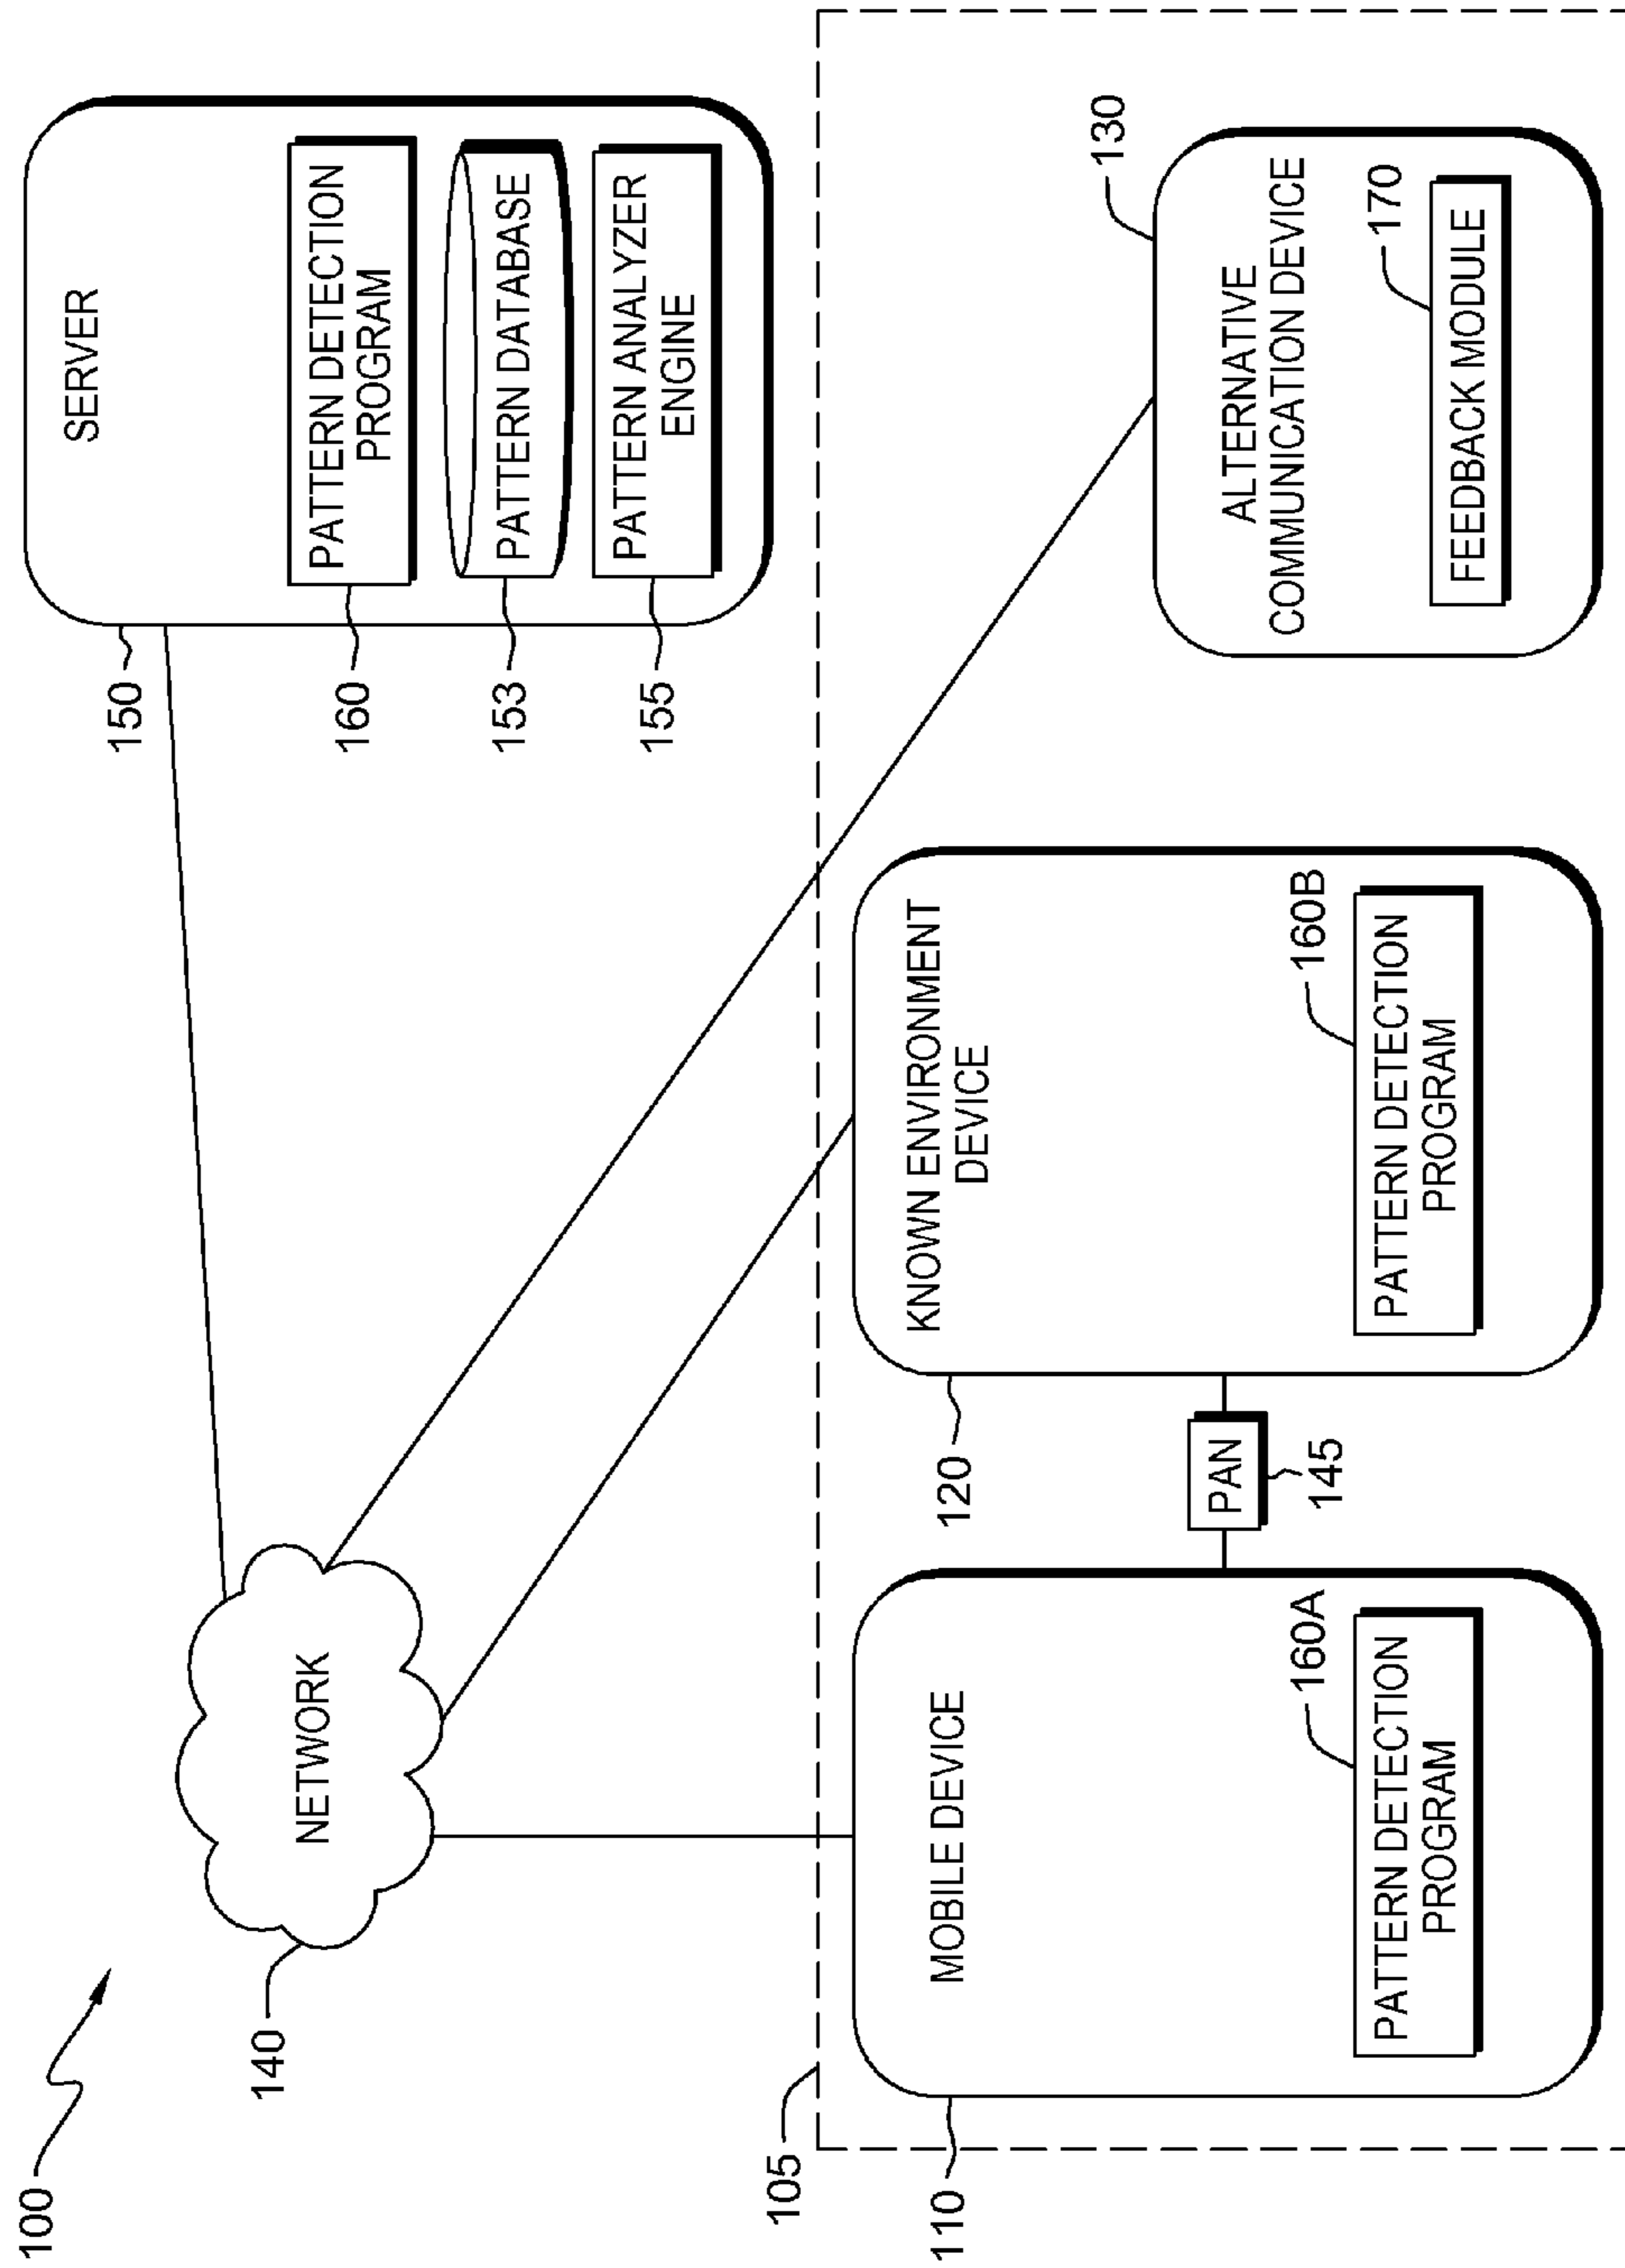 100
140
NETWORK
150
SERVER
160
PATTERN DETECTION
PROGRAM
153
PATTERN DATABASE
155
PATTERN ANALYZER
ENGINE
105
110
MOBILE DEVICE
160A
PATTERN DETECTION
PROGRAM
PAN
145
120
KNOWN ENVIRONMENT
DEVICE
160B
PATTERN DETECTION
PROGRAM
130
ALTERNATIVE
COMMUNICATION DEVICE
170
FEEDBACK MODULE